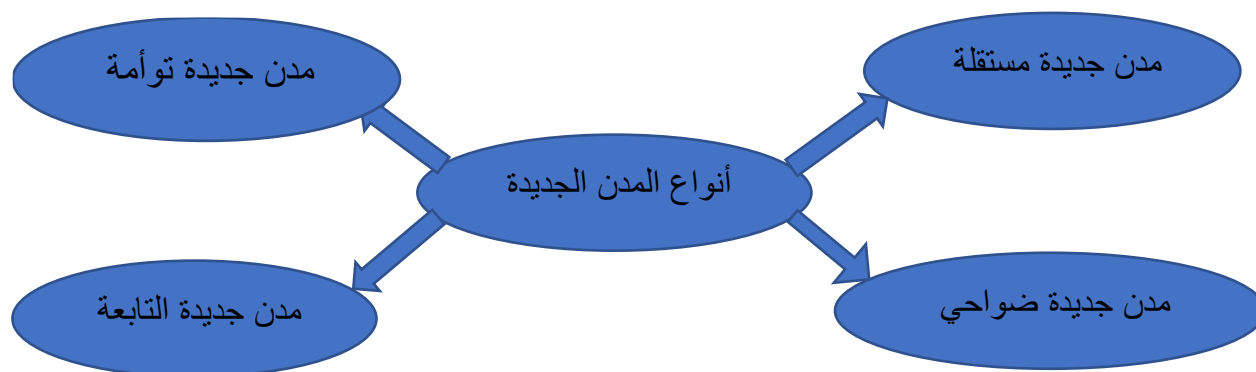 مدن جديدة مستقلة
مدن جديدة توأمة
أنواع المدن الجديدة
مدن جديدة ضواحي
مدن جديدة التابعة